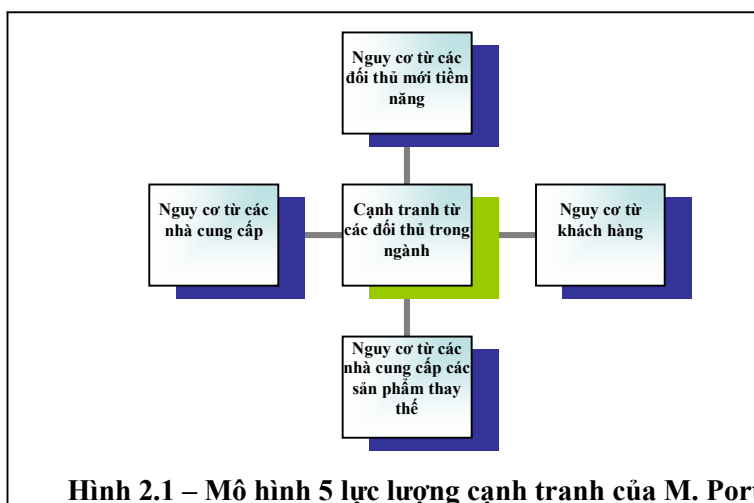 Nguy cơ từ các
đối thủ mới tiềm
năng
Nguy cơ từ các
nhà cung cấp
Cạnh tranh từ
các đối thủ trong
ngành
Nguy cơ từ
khách hàng
Nguy cơ từ các
nhà cung cấp các
sản phẩm thay
thế
Hình 2.1 – Mô hình 5 lực lượng cạnh tranh của M. Por